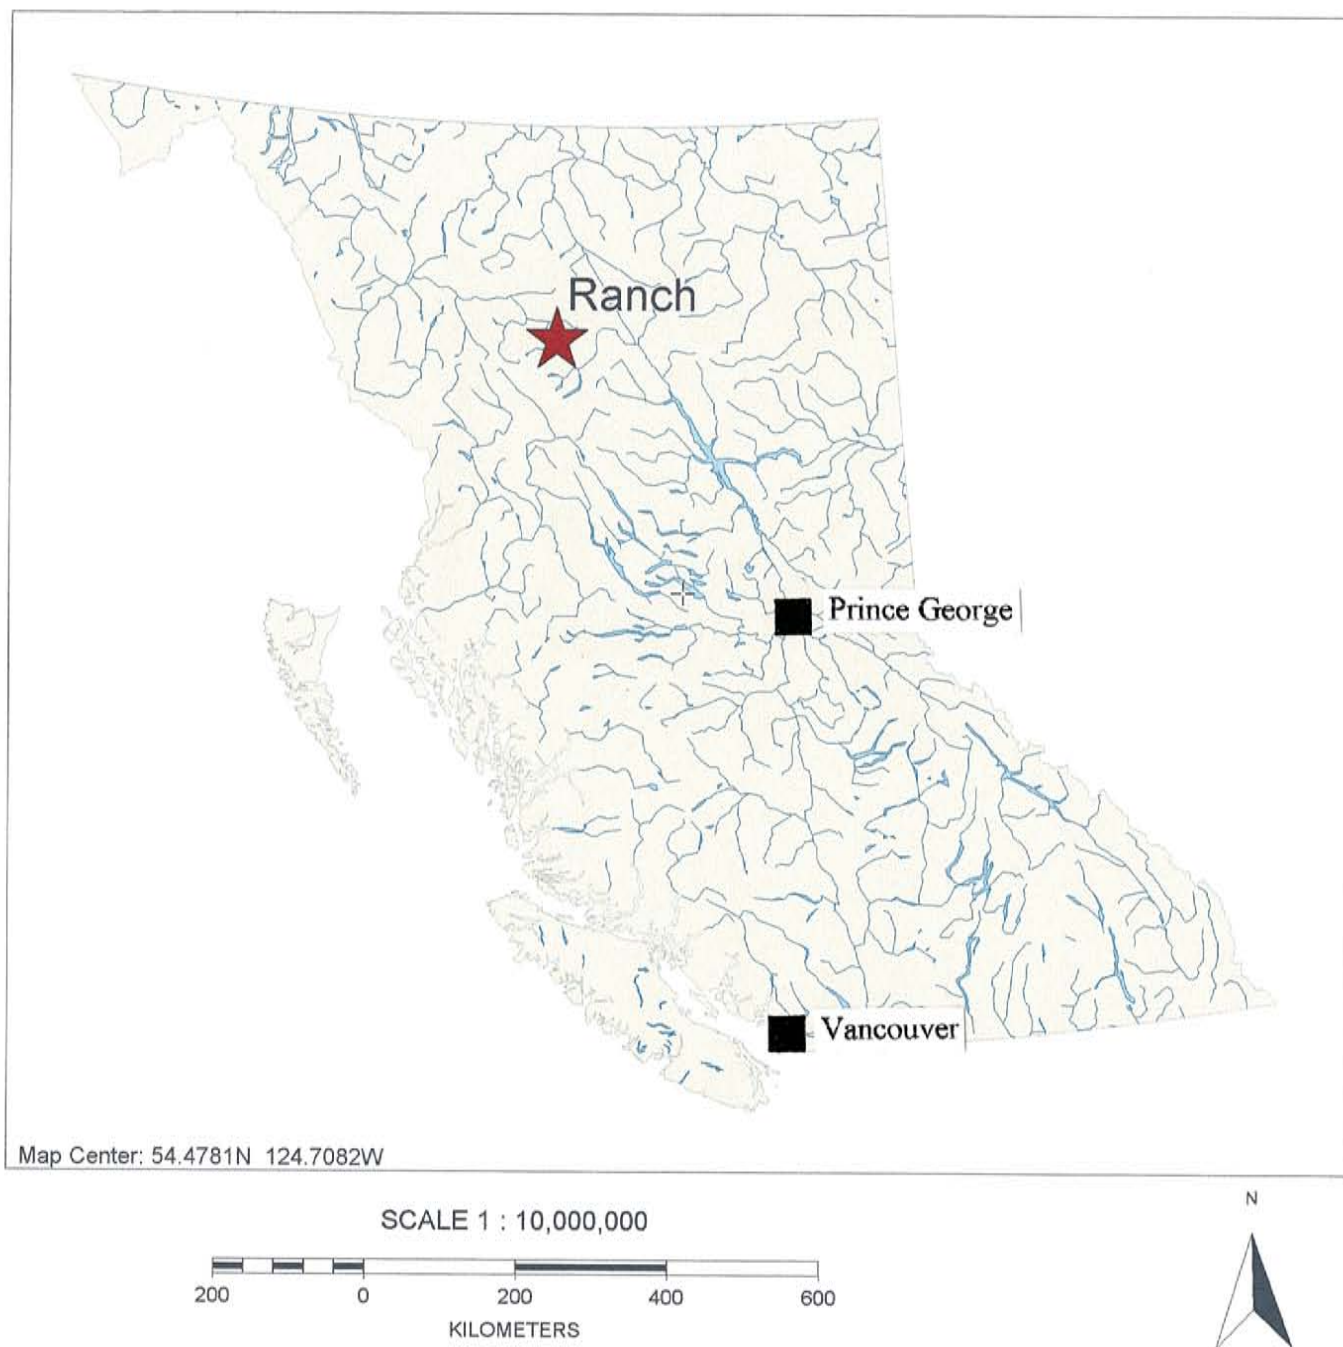 Ranch
Prince George
Vancouver
Map Center: 54.4781N 124.7082W
SCALE 1 : 10,000,000
200 0 200 400 600
KILOMETERS
N